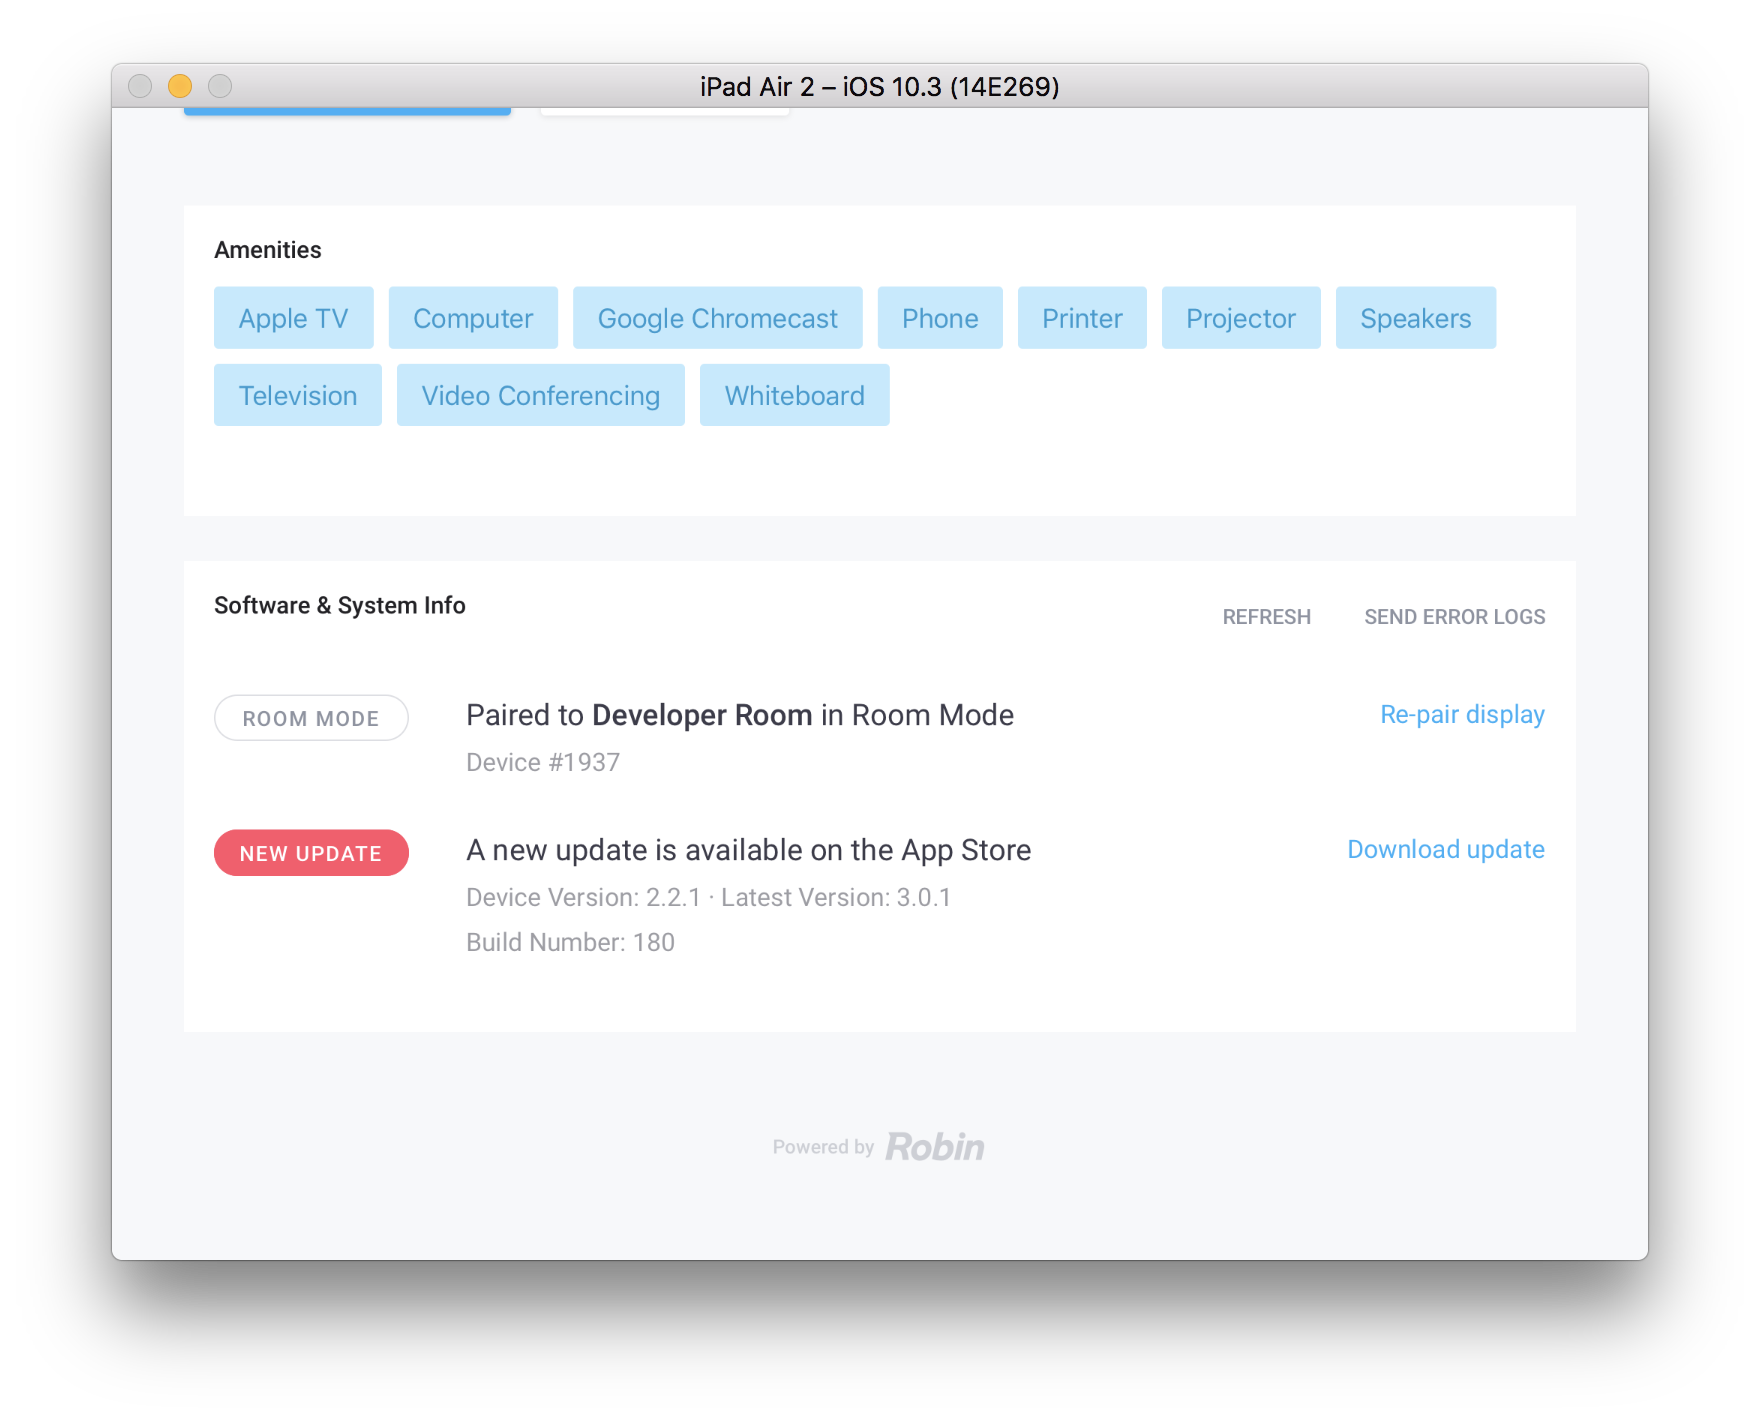 iPad Air 2 – iOS 10.3 (14E269)
Amenities
Apple TV Computer Google Chromecast Phone Printer Projector Speakers
Television Video Conferencing Whiteboard
Software & System Info
REFRESH SEND ERROR LOGS
ROOM MODE Paired to Developer Room in Room Mode Re-pair display
Device #1937
NEW UPDATE A new update is available on the App Store Download update
Device Version: 2.2.1 · Latest Version: 3.0.1
Build Number: 180
Powered by Robin